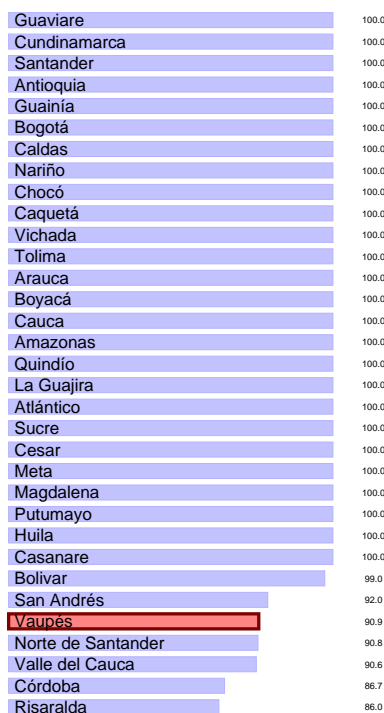 Guaviare 100.0
Cundinamarca 100.0
Santander 100.0
Antioquia 100.0
Guainía 100.0
Bogotá 100.0
Caldas 100.0
Nariño 100.0
Chocó 100.0
Caquetá 100.0
Vichada 100.0
Tolima 100.0
Arauca 100.0
Boyacá 100.0
Cauca 100.0
Amazonas 100.0
Quindío 100.0
La Guajira 100.0
Atlántico 100.0
Sucre 100.0
Cesar 100.0
Meta 100.0
Magdalena 100.0
Putumayo 100.0
Huila 100.0
Casanare 100.0
Bolivar 99.0
San Andrés 92.0
Vaupés 90.9
Norte de Santander 90.8
Valle del Cauca 90.6
Córdoba 86.7
Risaralda 86.0